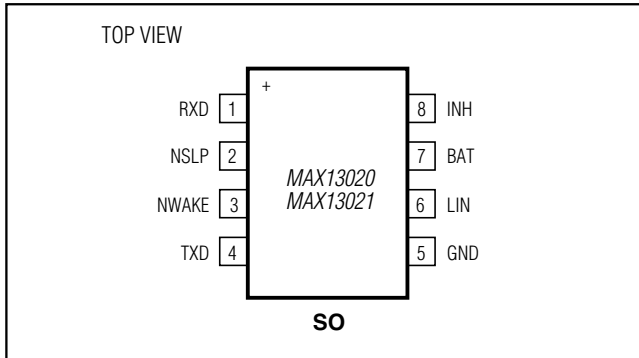 TOP VIEW
+
RXD 1
8 INH
NSLP 2
7 BAT
MAX13020
MAX13021
NWAKE 3
6 LIN
TXD 4
5 GND
SO